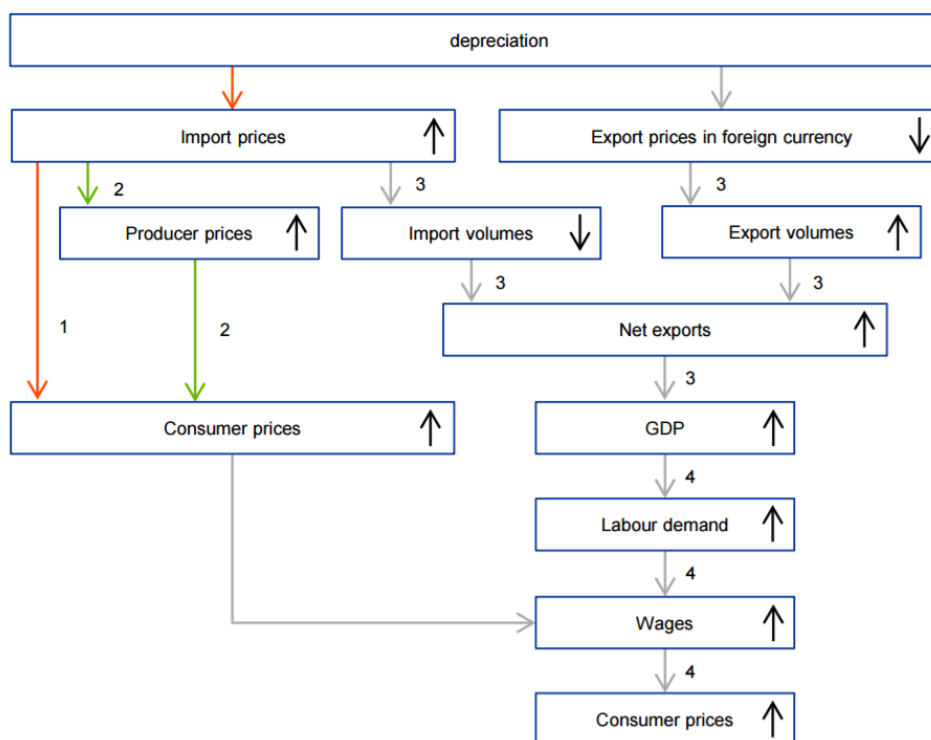 depreciation
Import prices
Export prices in foreign currency
2
3
3
Producer prices
Import volumes
Export volumes
3
3
1
2
Net exports
3
Consumer prices
GDP
4
Labour demand
4
Wages
4
Consumer prices